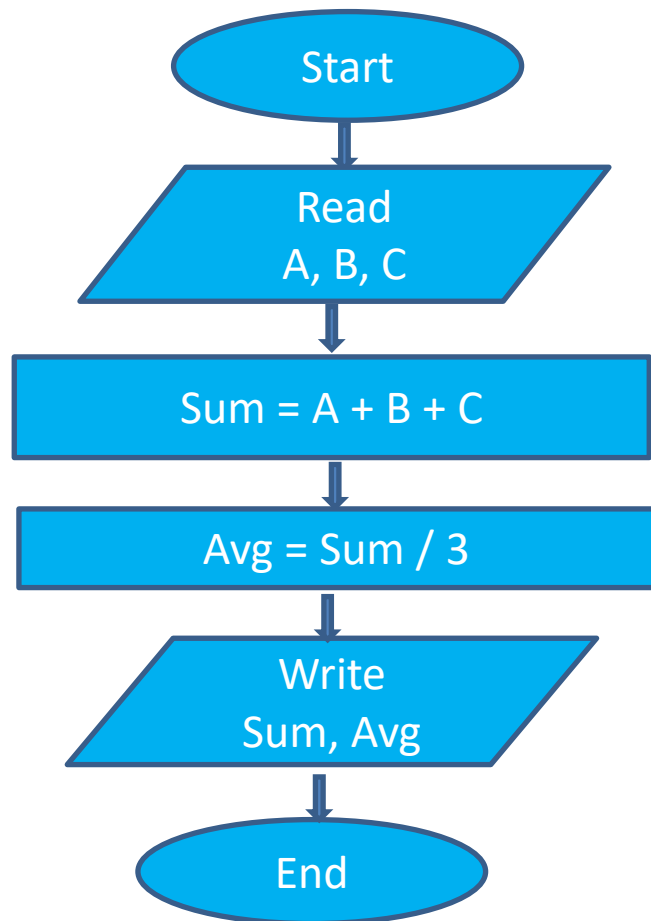 Start
Read
A, B, C
Sum = A + B + C
Avg = Sum / 3
Write
Sum, Avg
End